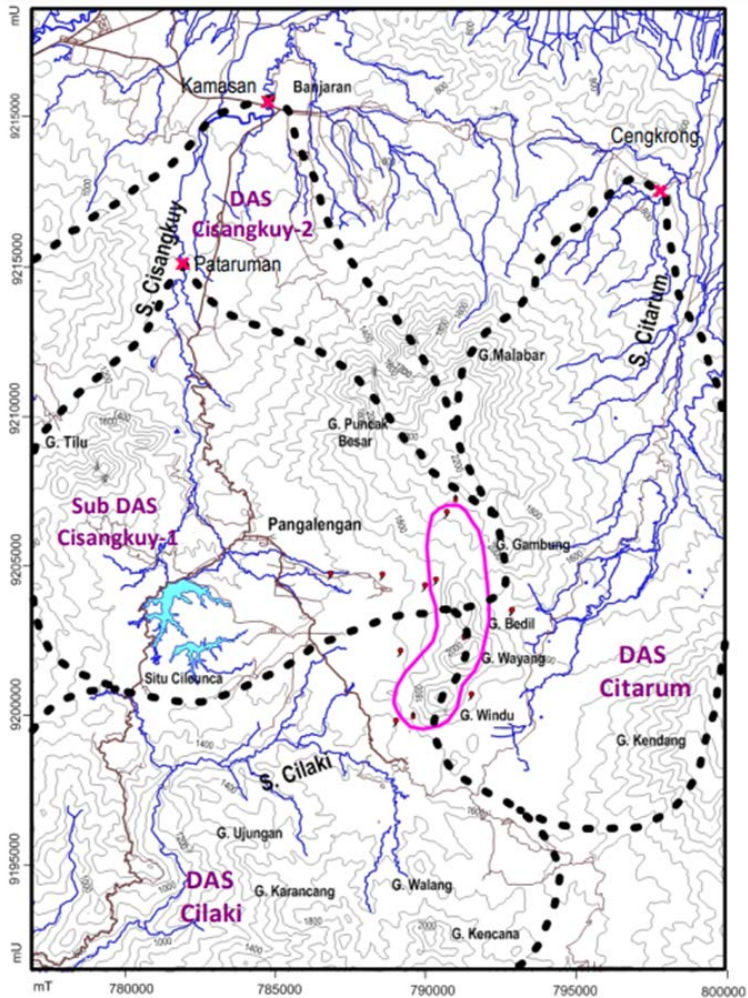 mU
Kamasan
Banjaran
9215000
Cengkrong
DAS
Cisangkuy-2
S. Cisangkuy
Pataruman
9215000
S. Citarum
G.Malabar
9210000
G. Tilu
G. Puncak
Besar
Sub DAS
Cisangkuy-1
Pangalengan
G. Gambung
9205000
G. Bedil
G. Wayang
DAS
Citarum
Situ Cileunca
G. Windu
9200000
G. Kendang
S. Cilaki
G. Ujungan
9195000
DAS
Cilaki
G. Karancang
G. Walang
G. Kencana
mU
mT
780000
785000
790000
795000
800000